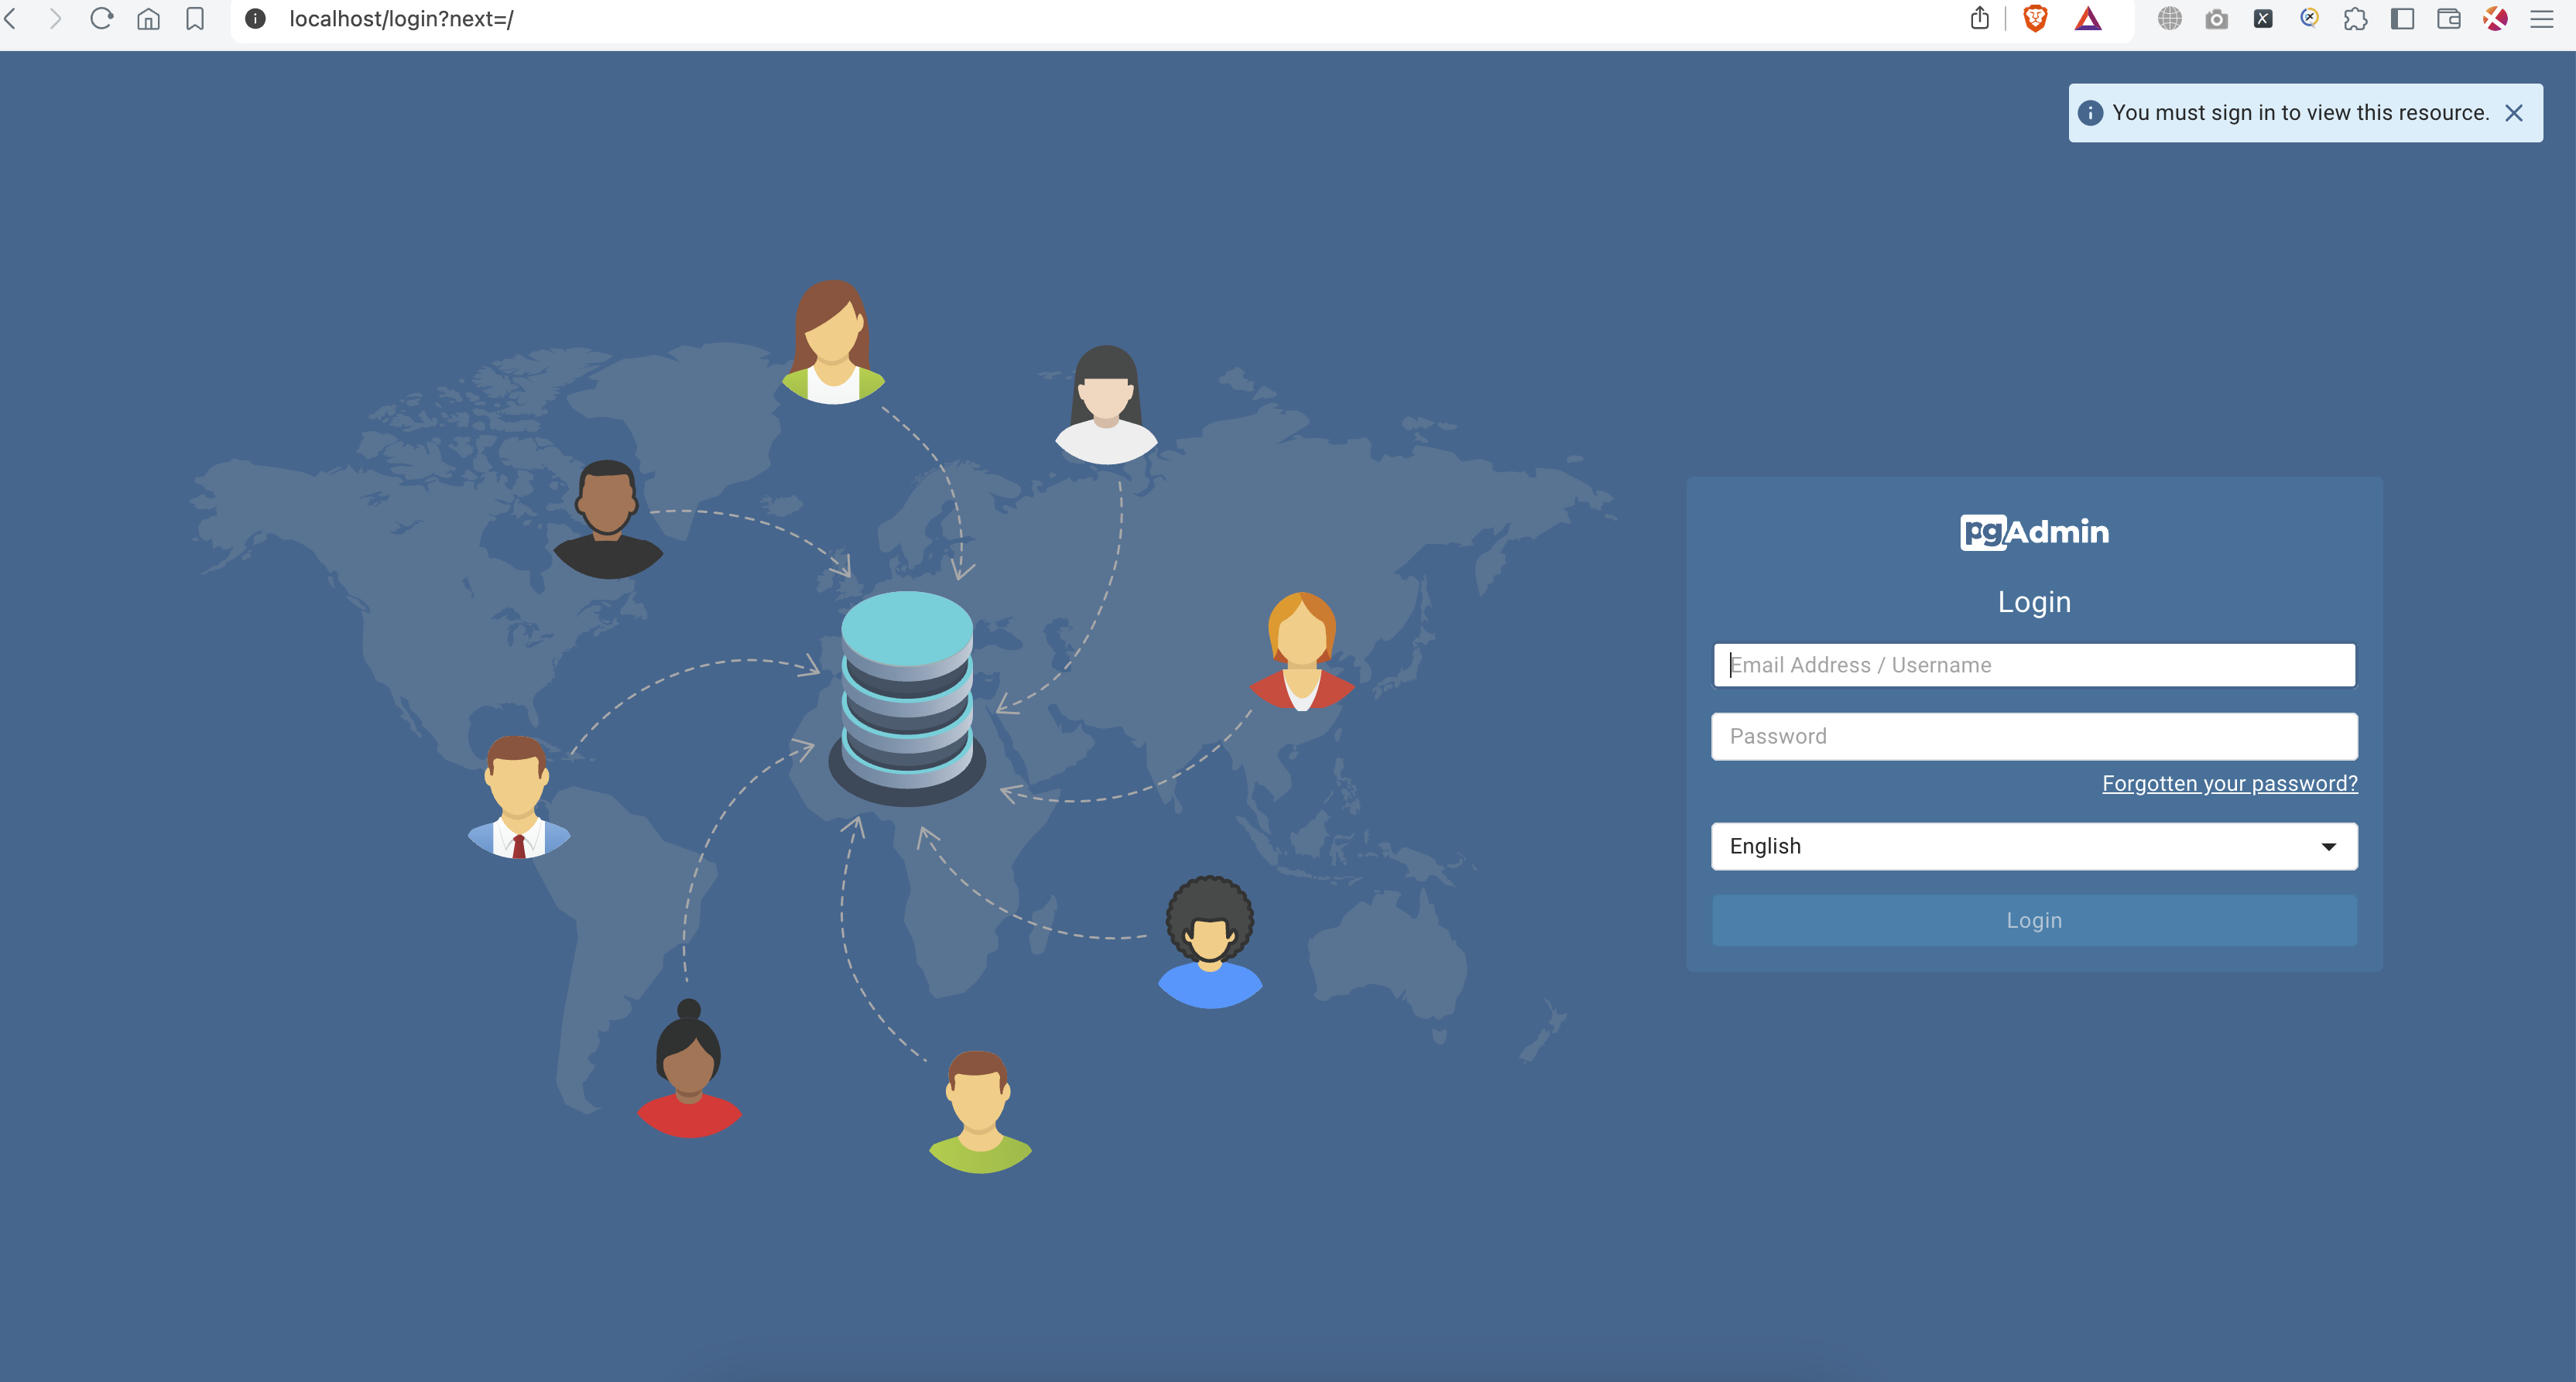 localhost/login?next=/
You must sign in to view this resource.
pgAdmin
Login
Email Address / Username
Password
Forgotten your password?
English
Login